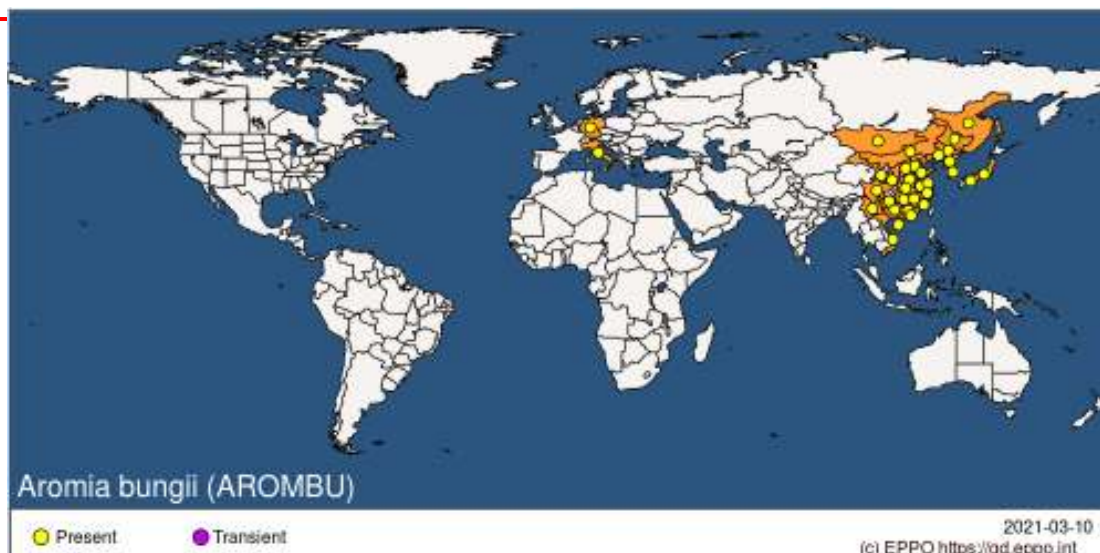 Aromia bungii (AROMBU)
Present
Transient
2021-03-10
(c) EPPO https://gd.eppo.int